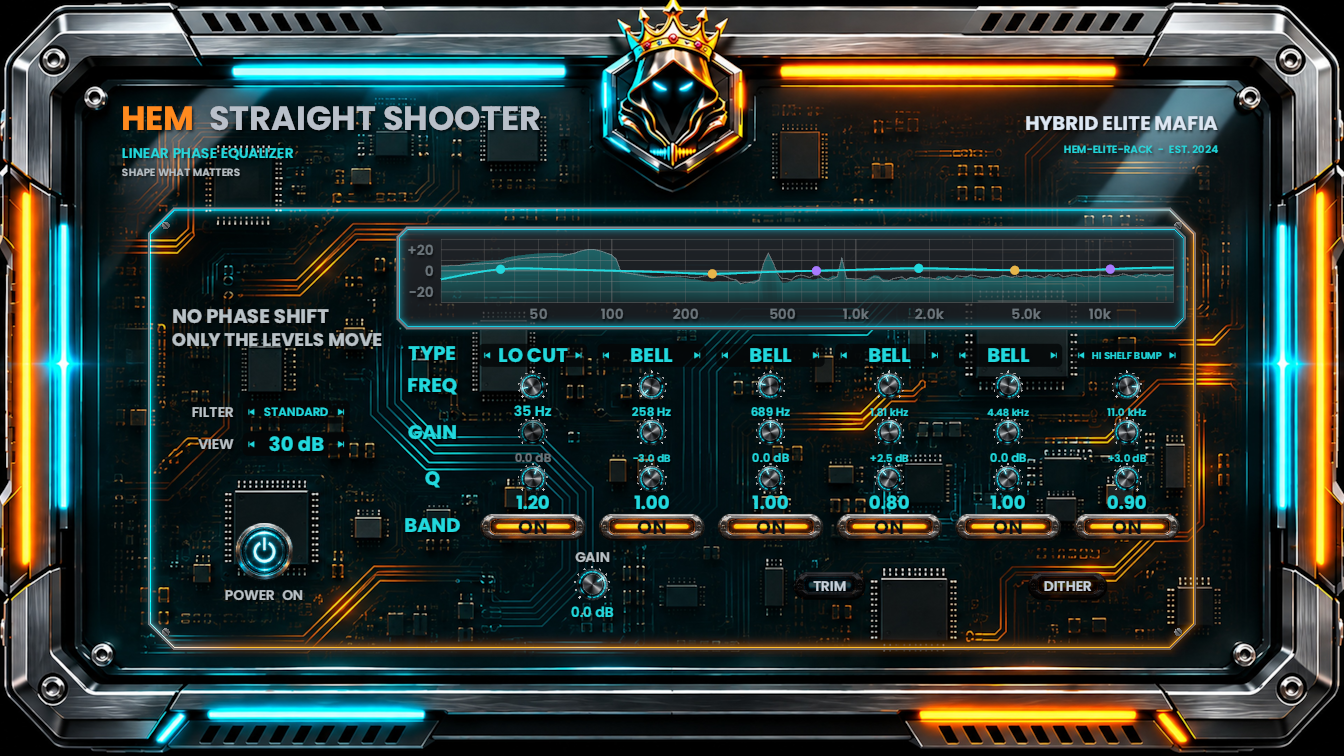 HEM STRAIGHT SHOOTER
LINEAR PHASE EQUALIZER
SHAPE WHAT MATTERS
HYBRID ELITE MAFIA
HEM-ELITE-RACK - EST. 2024
+20
0
-20
50 100 200 500 1.0k 2.0k 5.0k 10k
NO PHASE SHIFT
ONLY THE LEVELS MOVE
FILTER STANDARD
VIEW 30 dB
TYPE LO CUT BELL BELL BELL BELL HI SHELF BUMP
FREQ
35 Hz 258 Hz 689 Hz 1.81 kHz 4.48 kHz 11.0 kHz
GAIN
0.0 dB -3.0 dB 0.0 dB +2.5 dB 0.0 dB +3.0 dB
Q
1.20 1.00 1.00 0.80 1.00 0.90
BAND ON ON ON ON ON ON
POWER ON
GAIN
0.0 dB
TRIM
DITHER